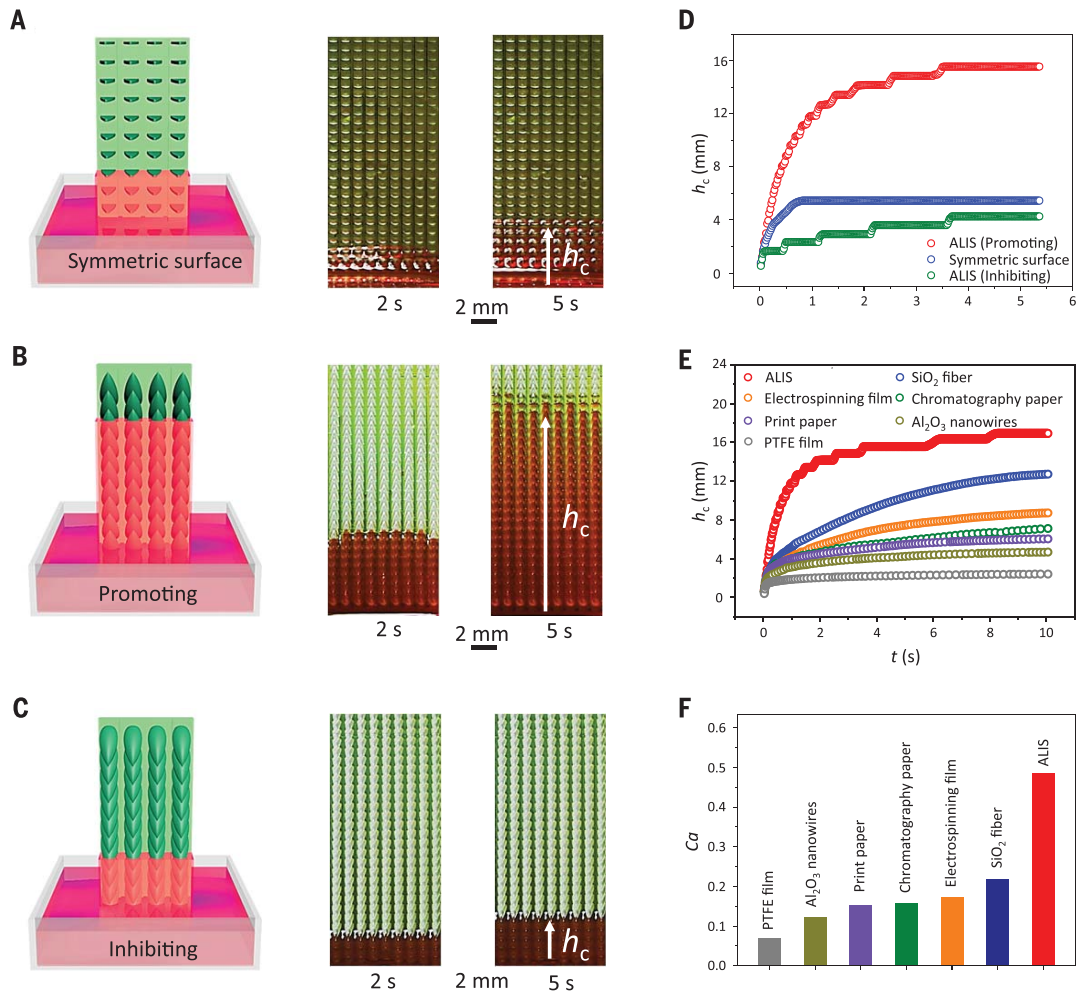 A
Symmetric surface
2 s
2 mm
5 s
h_c
B
Promoting
2 s
2 mm
5 s
h_c
C
Inhibiting
2 s
2 mm
5 s
h_c
D
h_c (mm)
16
12
8
4
0
0 1 2 3 4 5 6
ALIS (Promoting)
Symmetric surface
ALIS (Inhibiting)
E
h_c (mm)
24
20
16
12
8
4
0
0 2 4 6 8 10
t (s)
ALIS
Electrospinning film
Print paper
PTFE film
SiO₂ fiber
Chromatography paper
Al₂O₃ nanowires
F
Ca
0.6
0.5
0.4
0.3
0.2
0.1
0.0
PTFE film
Al₂O₃ nanowires
Print paper
Chromatography paper
Electrospinning film
SiO₂ fiber
ALIS